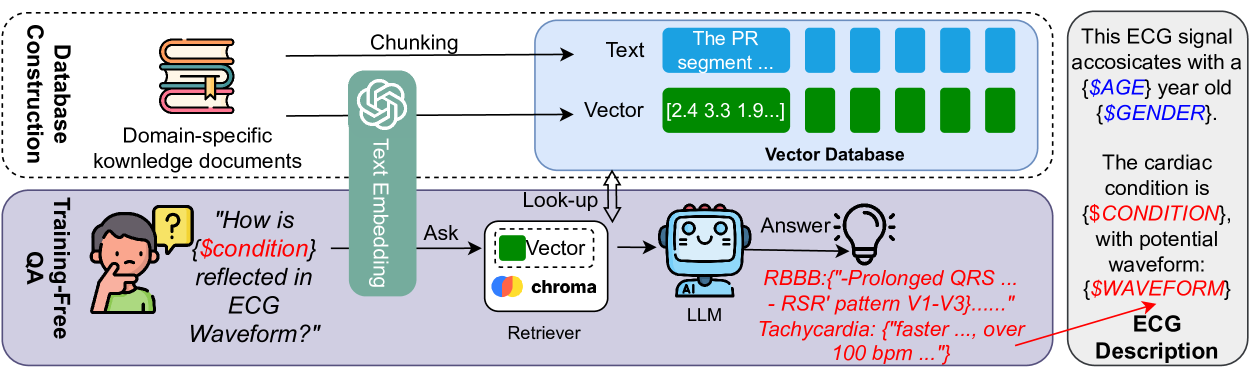 Database
Construction
Domain-specific
kownledge documents
Chunking
Text Embedding
Text
The PR
segment ...
Vector
[2.4 3.3 1.9...]
Vector Database
Training-Free
QA
"How is
{$condition}
reflected in
ECG
Waveform?"
Ask
Look-up
Vector
chroma
Retriever
AI
LLM
Answer
RBBB:{"-Prolonged QRS ...
- RSR' pattern V1-V3}......"
Tachycardia: {"faster ..., over
100 bpm ..."}
This ECG signal
accosicates with a
{$AGE} year old
{$GENDER}.
The cardiac
condition is
{$CONDITION},
with potential
waveform:
{$WAVEFORM}
ECG
Description